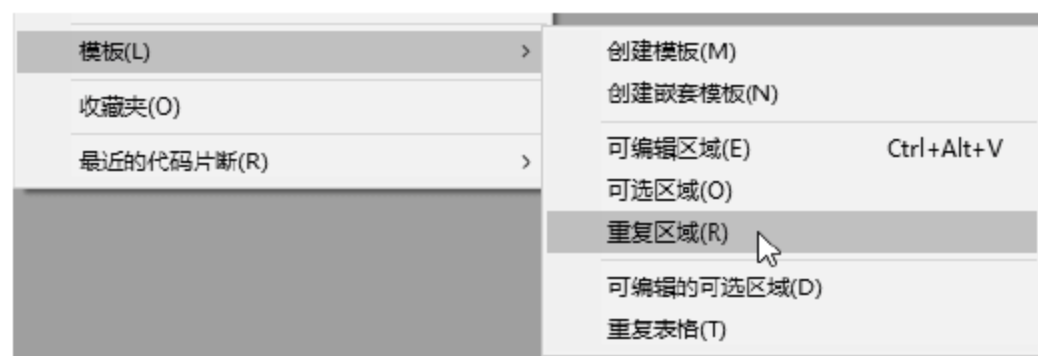 模板(L)
收藏夹(O)
最近的代码片断(R)
创建模板(M)
创建嵌套模板(N)
可编辑区域(E) Ctrl+Alt+V
可选区域(O)
重复区域(R)
可编辑的可选区域(D)
重复表格(T)